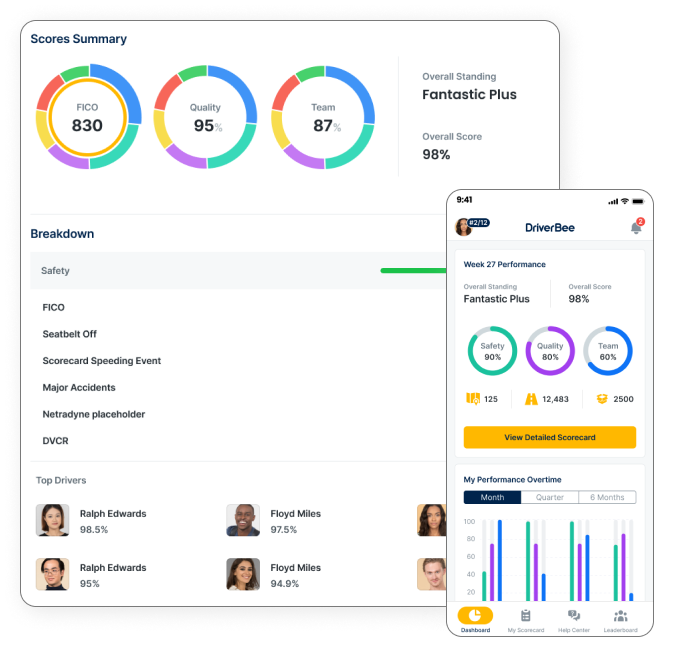 Scores Summary
FICO
830
Quality
95%
Team
87%
Overall Standing
Fantastic Plus
Overall Score
98%
Breakdown
Safety
FICO
Seatbelt Off
Scorecard Speeding Event
Major Accidents
Netradyne placeholder
DVCR
Top Drivers
Ralph Edwards
98.5%
Floyd Miles
97.5%
Ralph Edwards
95%
Floyd Miles
94.9%
9:41
#2/12
DriverBee
2
Week 27 Performance
Overall Standing
Fantastic Plus
Overall Score
98%
Safety
90%
Quality
80%
Team
60%
125
12,483
2500
View Detailed Scorecard
My Performance Overtime
Month
Quarter
6 Months
100
80
60
40
20
Dashboard
My Scorecard
Help Center
Leaderboard